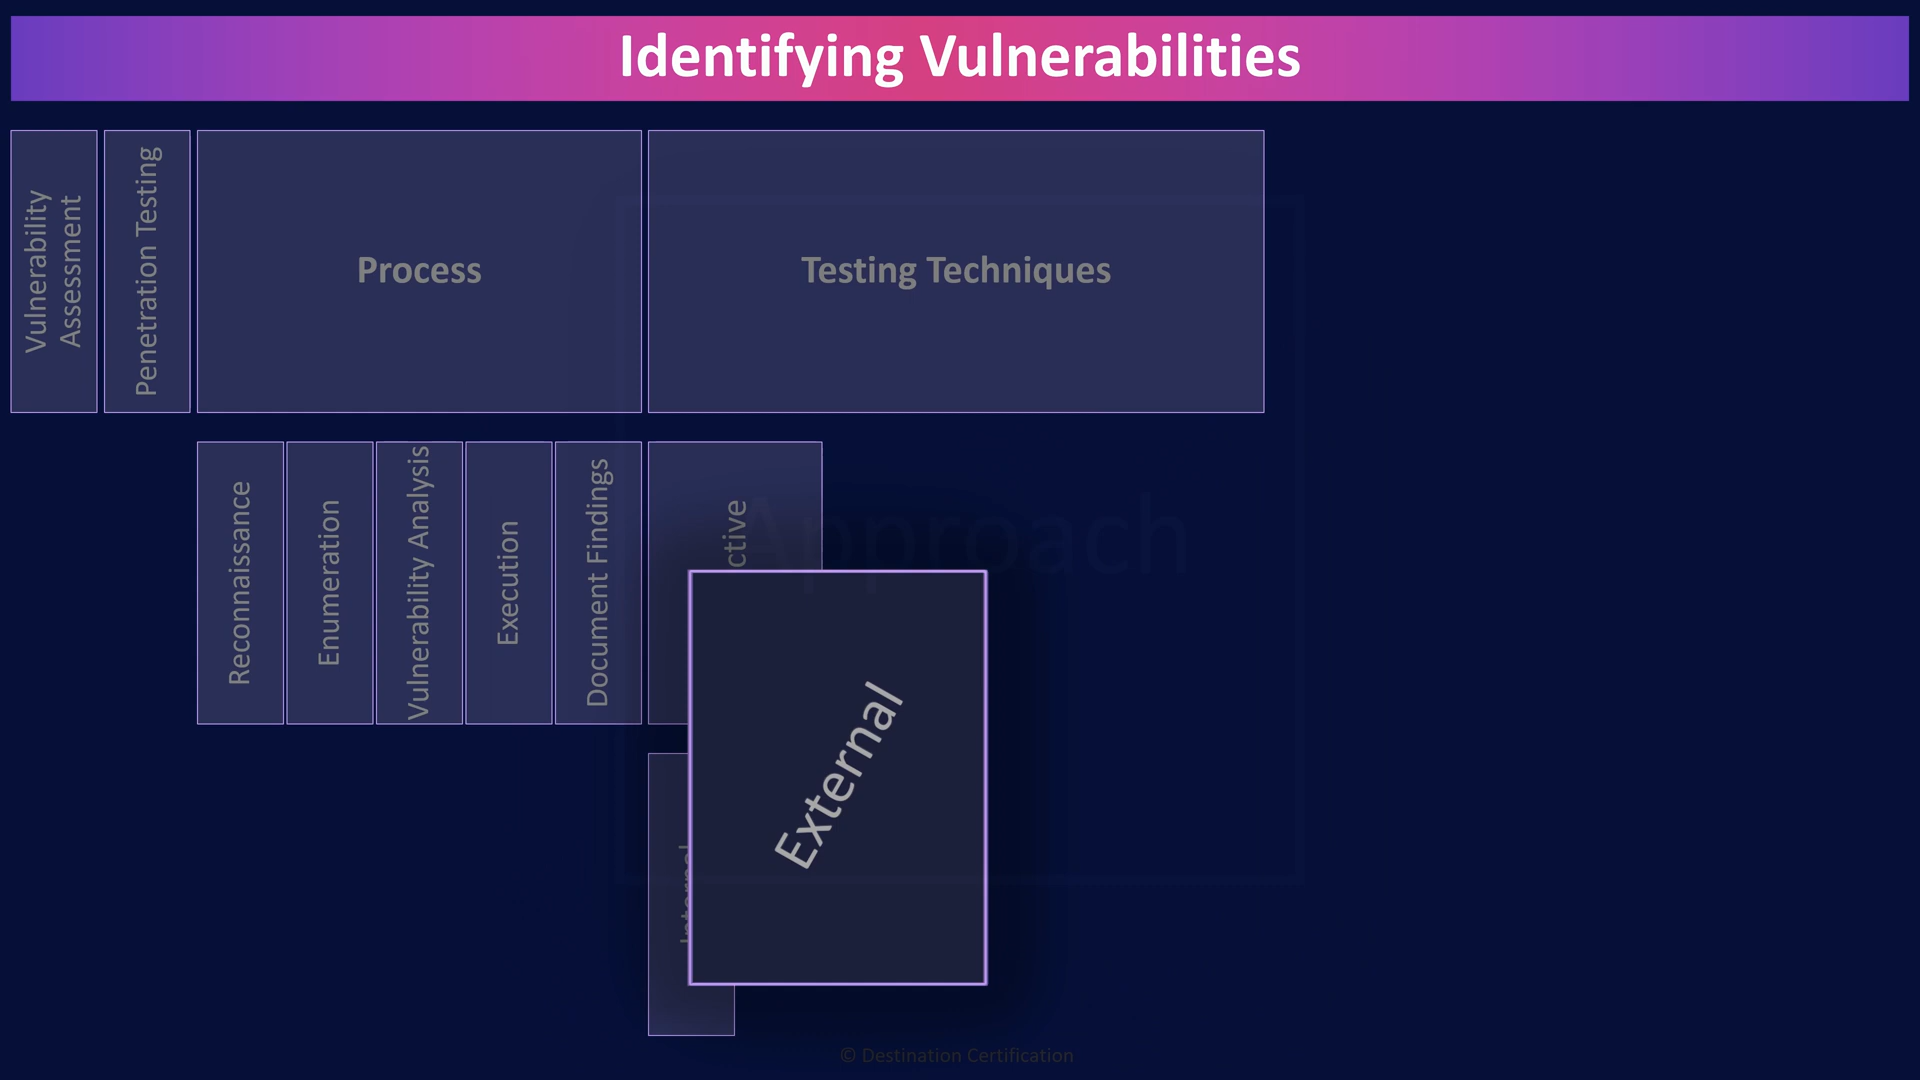 Identifying Vulnerabilities
Vulnerability
Assessment
Penetration Testing
Process
Testing Techniques
Reconnaissance
Enumeration
Vulnerability Analysis
Execution
Document Findings
Approach
External
© Destination Certification